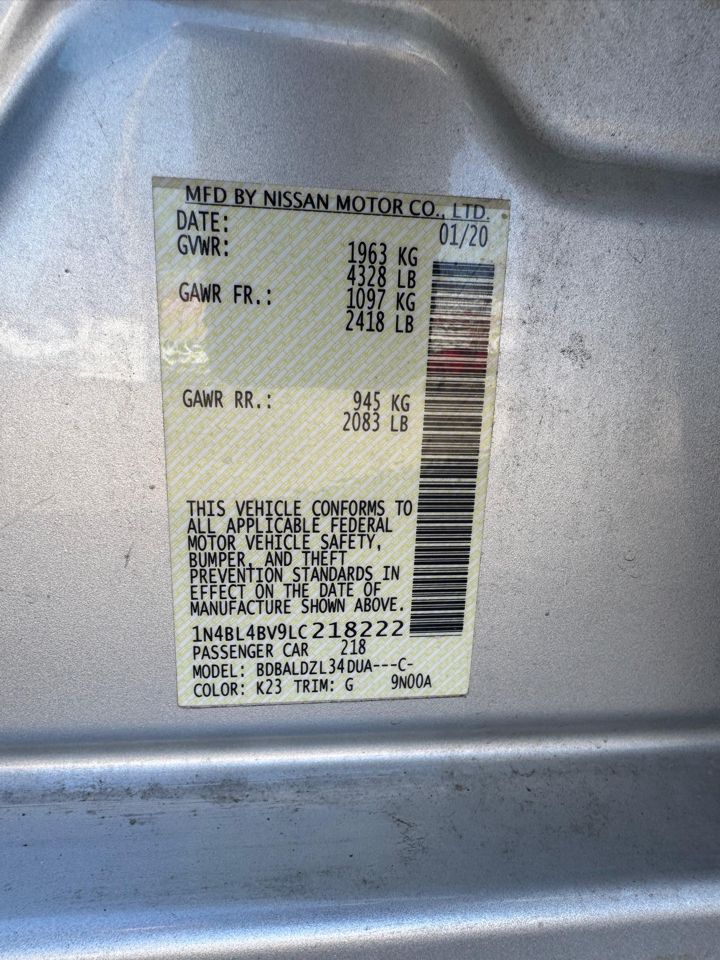 MFD BY NISSAN MOTOR CO., LTD.
DATE: 01/20
GVWR: 1963 KG
4328 LB
GAWR FR.: 1097 KG
2418 LB
GAWR RR.: 945 KG
2083 LB
THIS VEHICLE CONFORMS TO
ALL APPLICABLE FEDERAL
MOTOR VEHICLE SAFETY,
BUMPER, AND THEFT
PREVENTION STANDARDS IN
EFFECT ON THE DATE OF
MANUFACTURE SHOWN ABOVE.
1N4BL4BV9LC218222
PASSENGER CAR 218
MODEL: BDBALDZL34DUA---C-
COLOR: K23 TRIM: G 9N00A